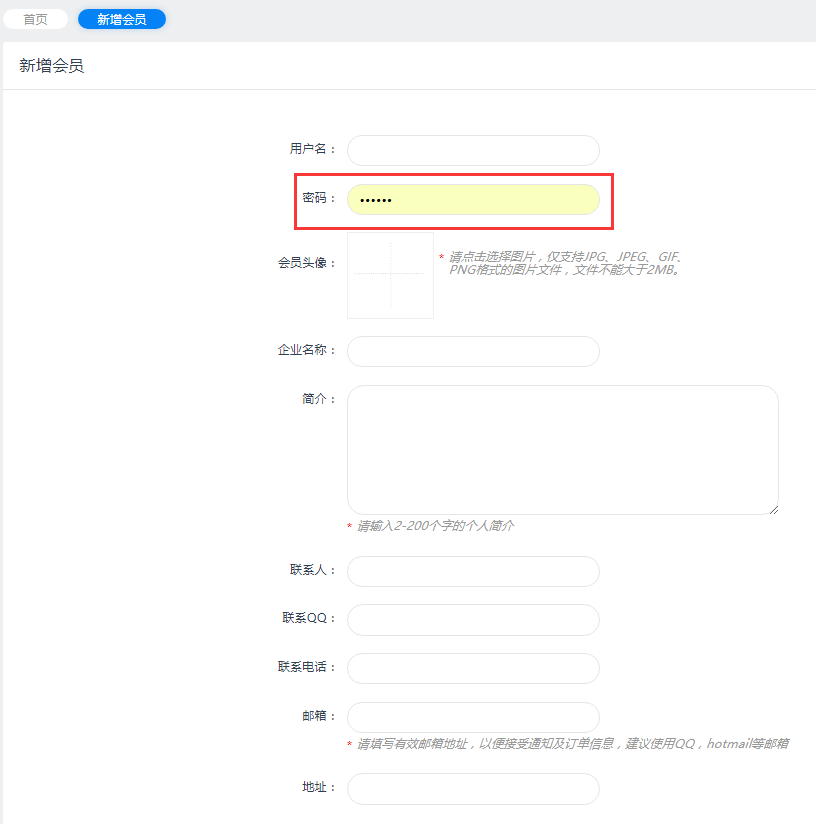 首页 新增会员
新增会员
用户名：
密码： ••••••
会员头像：
* 请点击选择图片，仅支持JPG、JPEG、GIF、
PNG格式的图片文件，文件不能大于2MB。
企业名称：
简介：
* 请输入2-200个字的个人简介
联系人：
联系QQ：
联系电话：
邮箱：
* 请填写有效邮箱地址，以便接受通知及订单信息，建议使用QQ，hotmail等邮箱
地址：